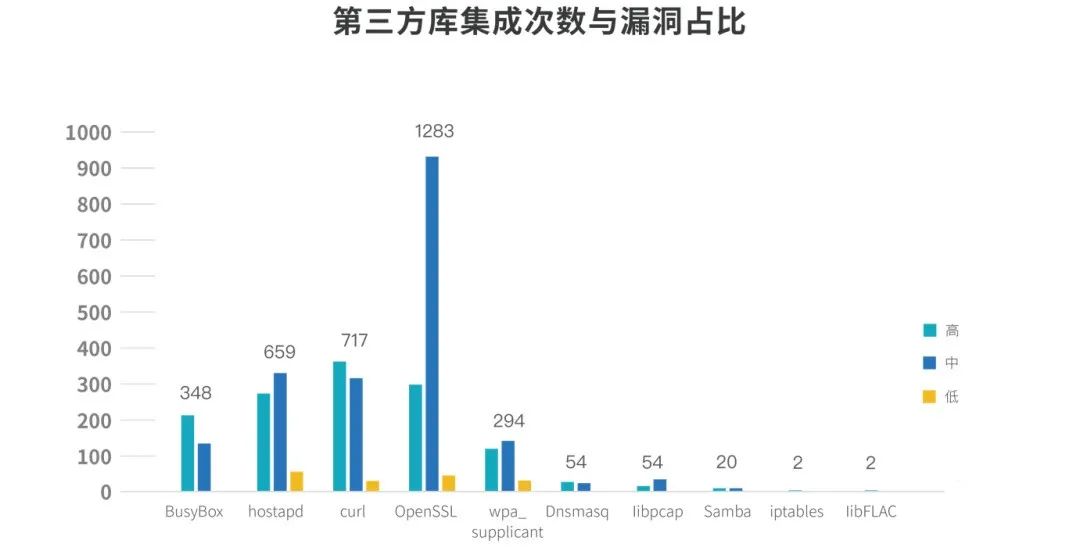 第三方库集成次数与漏洞占比
1000
900
800
700
600
500
400
300
200
100
0
348
659
717
1283
294
54
54
20
2
2
高
中
低
BusyBox
hostapd
curl
OpenSSL
wpa_
supplicant
Dnsmasq
Iibpcap
Samba
iptables
IibFLAC